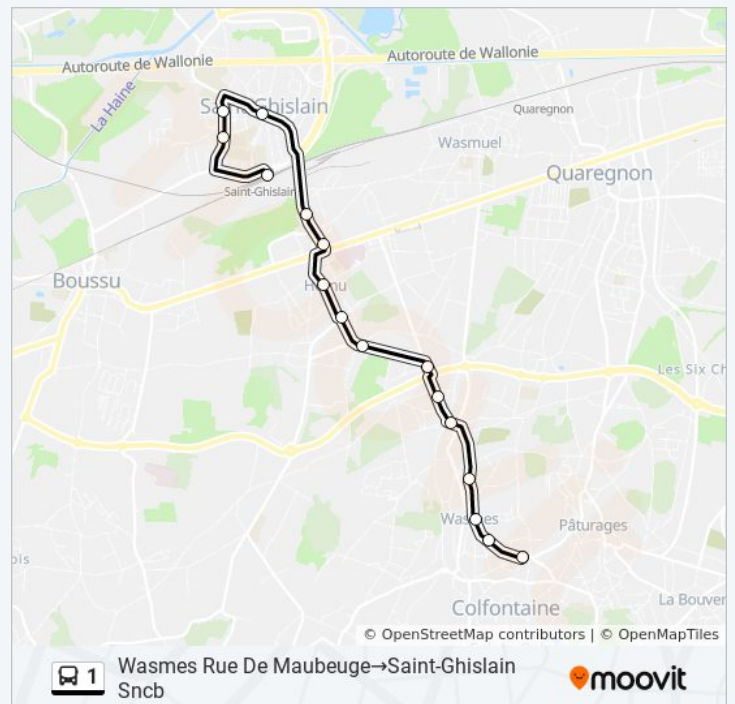 Autoroute de Wallonie
Autoroute de Wallonie
La Haine
Quaregnon
Wasmuel
Quaregnon
Saint-Ghislain
Boussu
Les Six Ch
Pâturages
Colfontaine
La Bouver
© OpenStreetMap contributors | © OpenMapTiles
1
Wasmes Rue De Maubeuge→Saint-Ghislain
Sncb
moovit